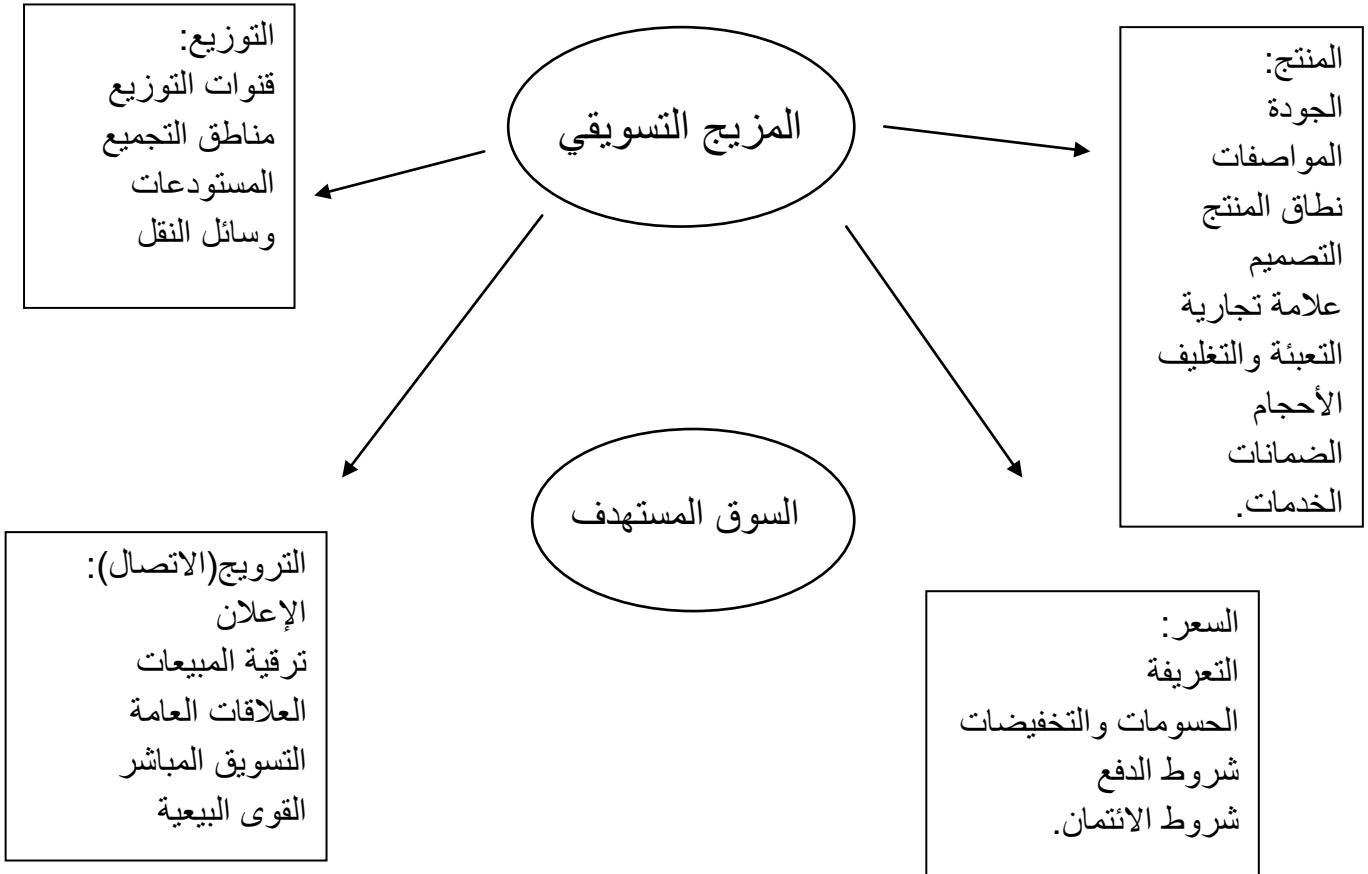 المزيج التسويقي
المنتج:
الجودة
المواصفات
نطاق المنتج
التصميم
علامة تجارية
التعبئة والتغليف
الأحجام
الضمانات
الخدمات.
التوزيع:
قنوات التوزيع
مناطق التجميع
المستودعات
وسائل النقل
السوق المستهدف
السعر:
التعريفة
الحسومات والتخفيضات
شروط الدفع
شروط الائتمان.
الترويج(الاتصال):
الإعلان
ترقية المبيعات
العلاقات العامة
التسويق المباشر
القوى البيعية